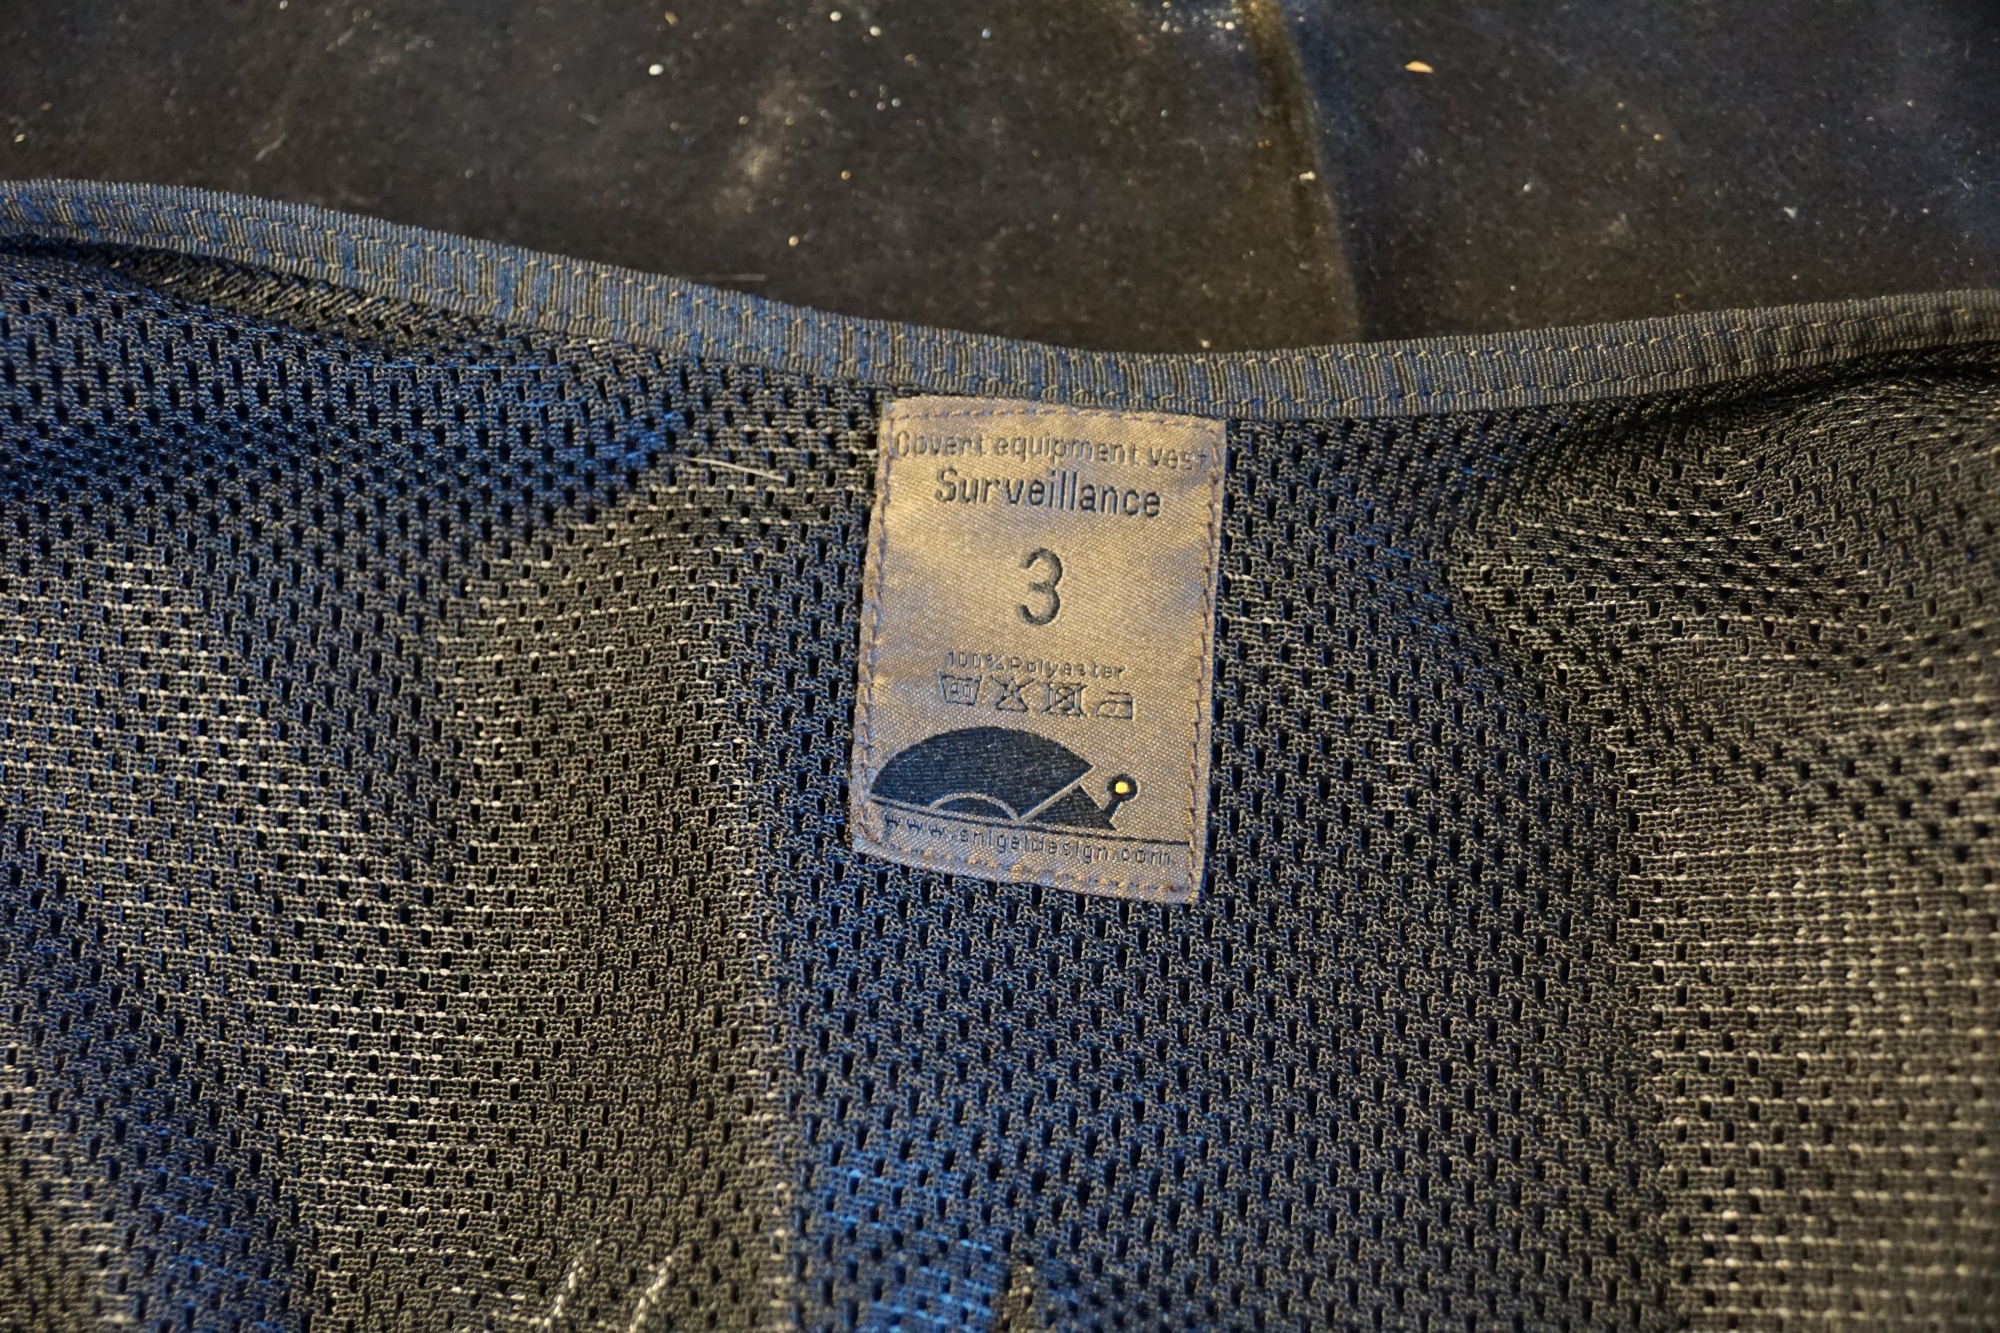 Covert equipment vest
Surveillance
3
100% Polyester
www.snigeldesign.com